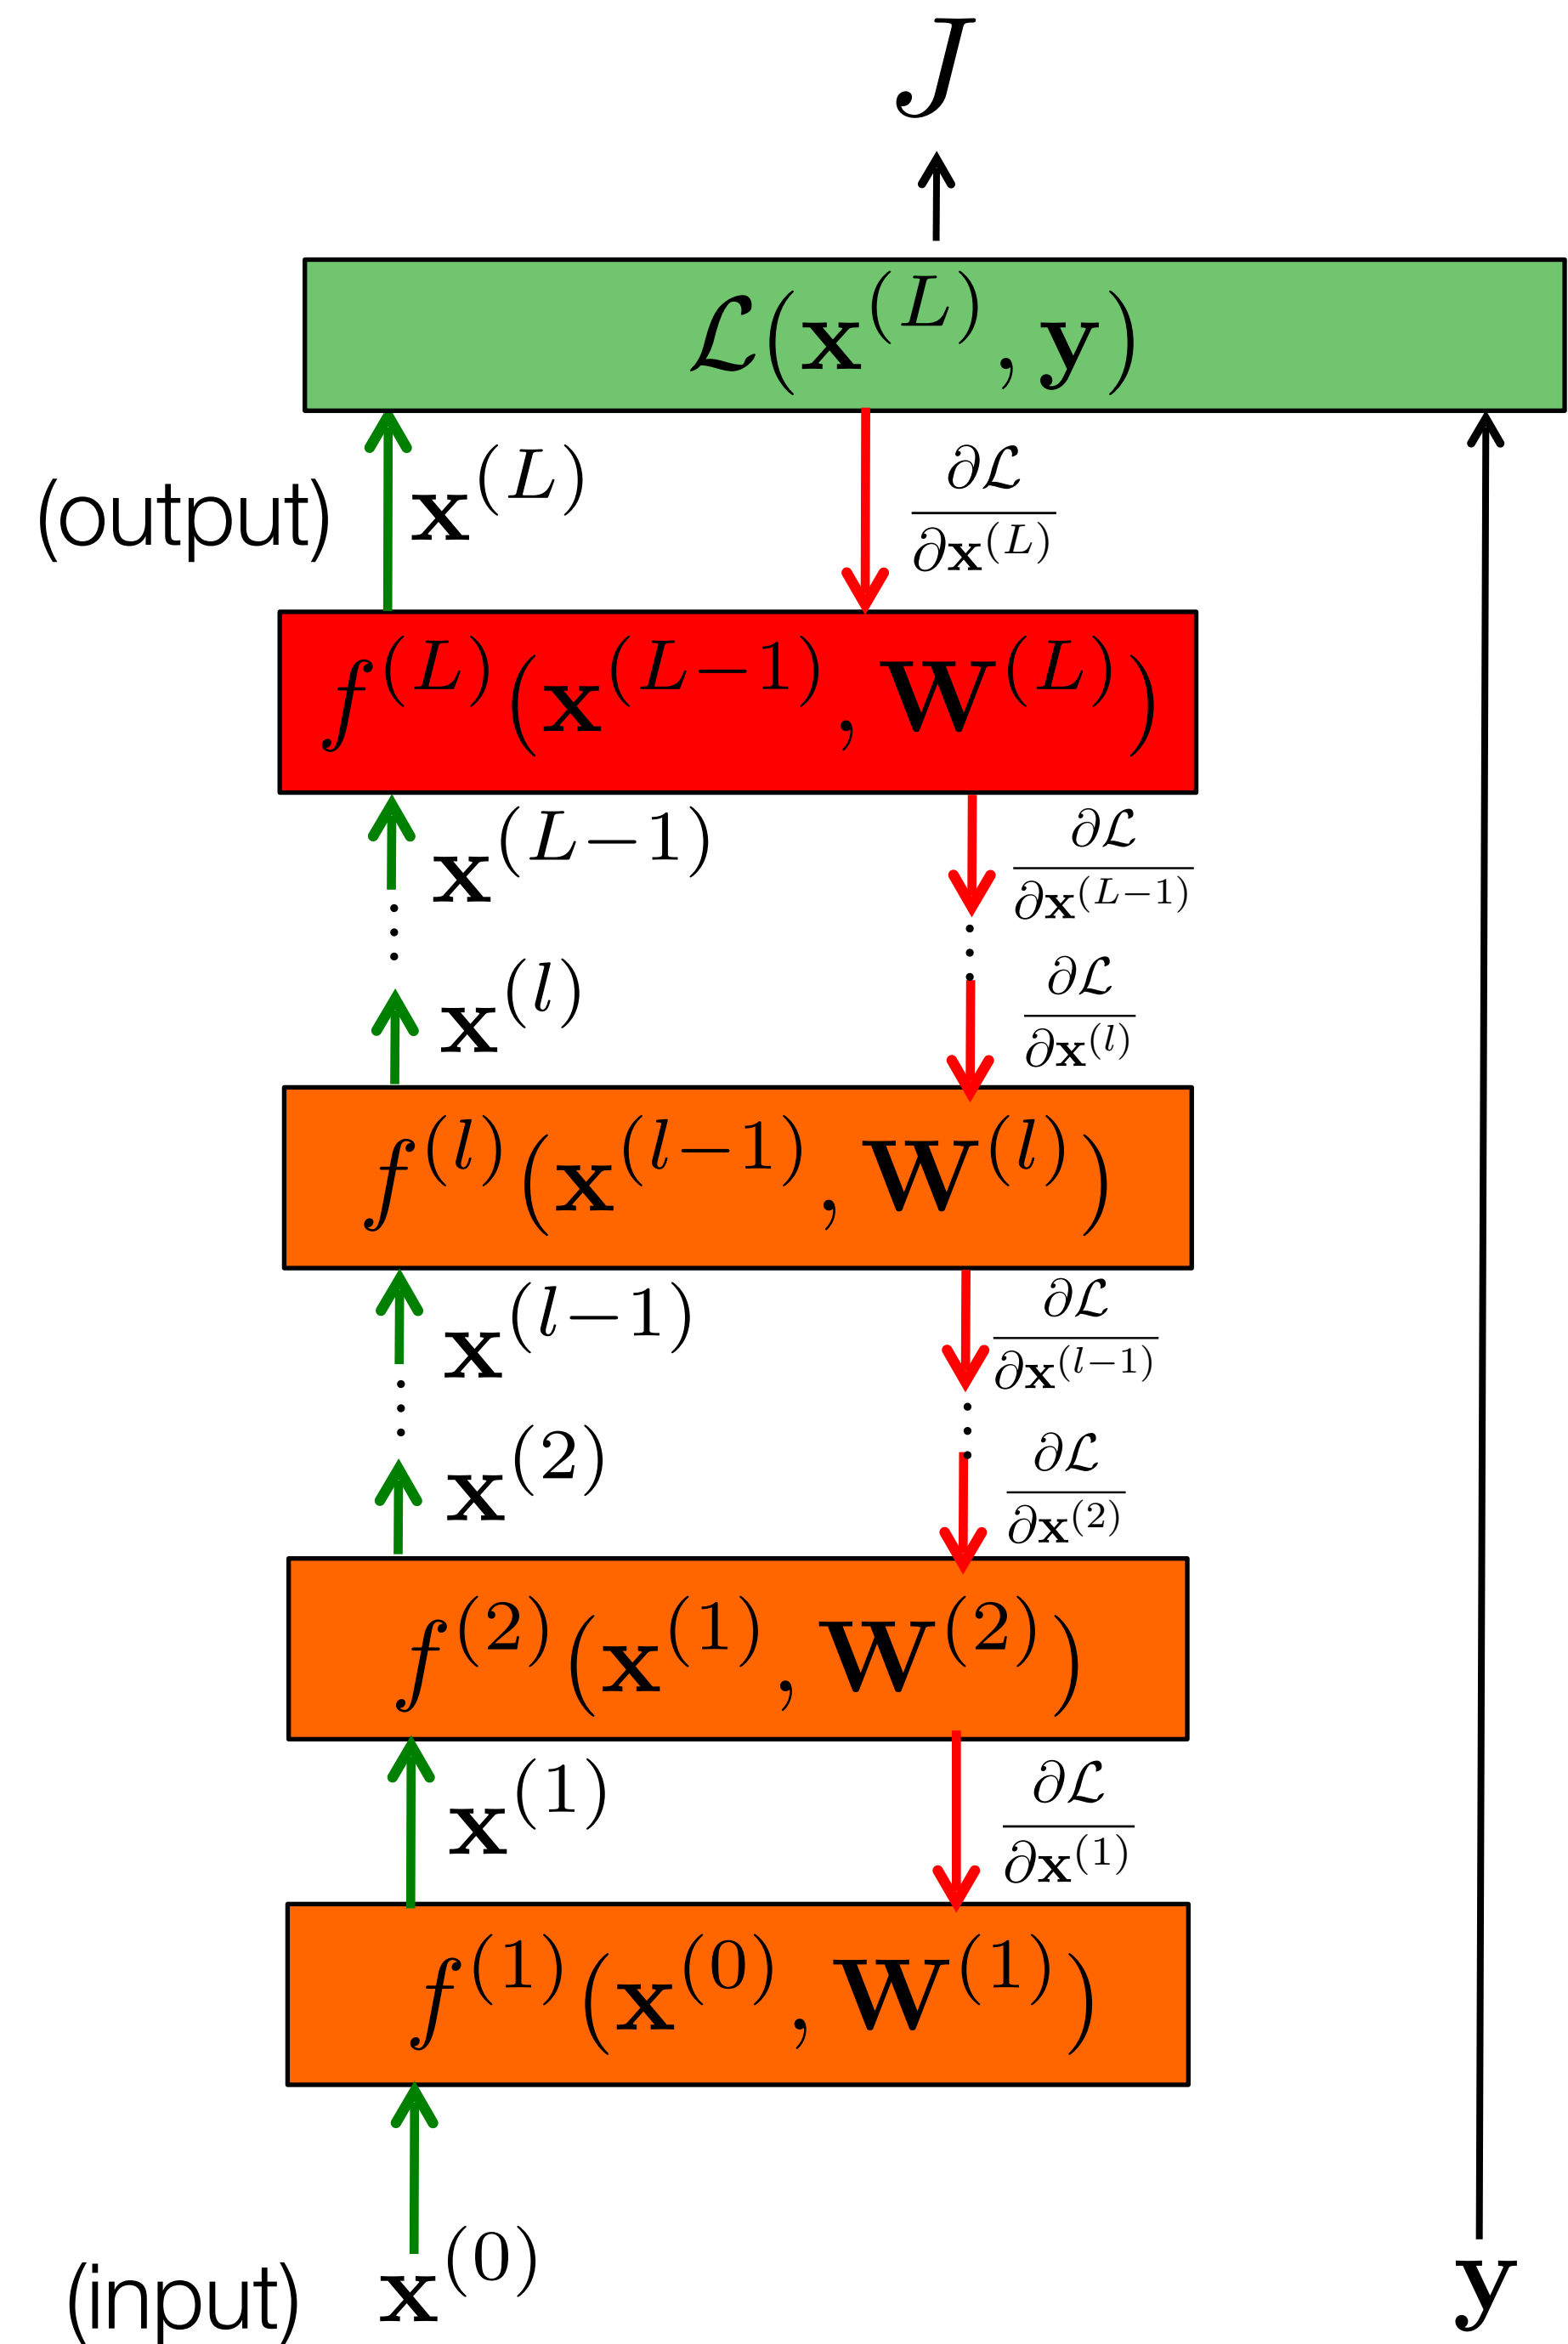 J
ℒ(𝐱^(L), 𝐲)
(output) 𝐱^(L) ∂ℒ/∂𝐱^(L)
f^(L)(𝐱^(L−1), 𝐖^(L))
𝐱^(L−1) ∂ℒ/∂𝐱^(L−1)
𝐱^(l) ∂ℒ/∂𝐱^(l)
f^(l)(𝐱^(l−1), 𝐖^(l))
𝐱^(l−1) ∂ℒ/∂𝐱^(l−1)
𝐱^(2) ∂ℒ/∂𝐱^(2)
f^(2)(𝐱^(1), 𝐖^(2))
𝐱^(1) ∂ℒ/∂𝐱^(1)
f^(1)(𝐱^(0), 𝐖^(1))
(input) 𝐱^(0) 𝐲